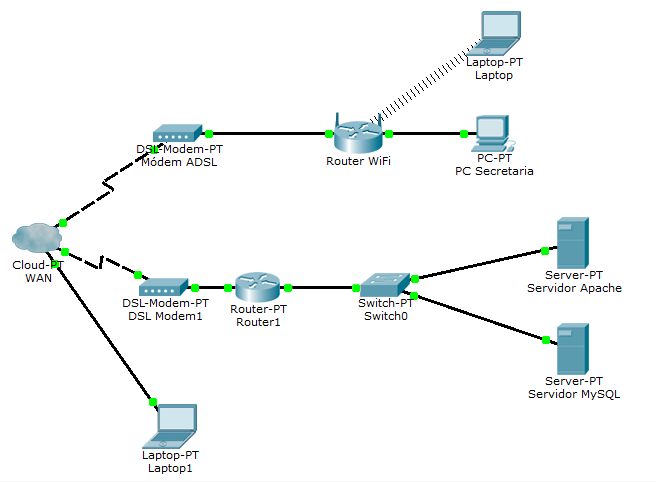 Laptop-PT
Laptop
DSL-Modem-PT
Módem ADSL
Router WiFi
PC-PT
PC Secretaria
Cloud-PT
WAN
DSL-Modem-PT
DSL Modem1
Router-PT
Router1
Switch-PT
Switch0
Server-PT
Servidor Apache
Server-PT
Servidor MySQL
Laptop-PT
Laptop1